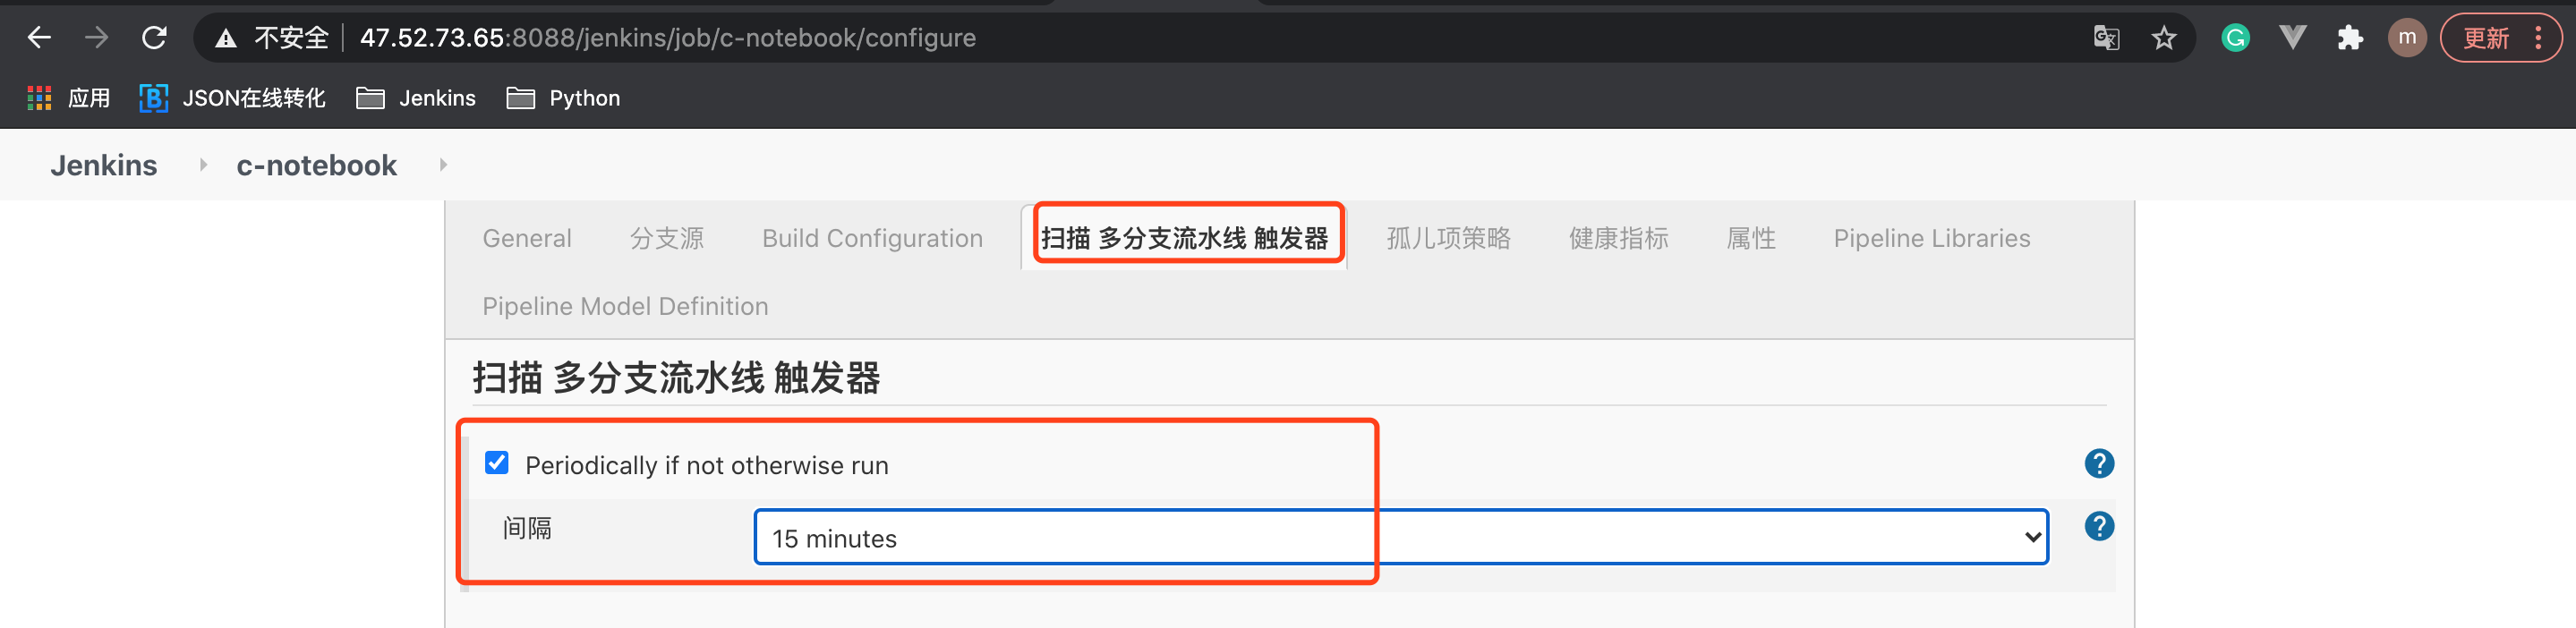 不安全 47.52.73.65:8088/jenkins/job/c-notebook/configure m 更新
应用 JSON在线转化 Jenkins Python
Jenkins c-notebook
General 分支源 Build Configuration 扫描 多分支流水线 触发器 孤儿项策略 健康指标 属性 Pipeline Libraries
Pipeline Model Definition
扫描 多分支流水线 触发器
Periodically if not otherwise run ?
间隔 15 minutes ?